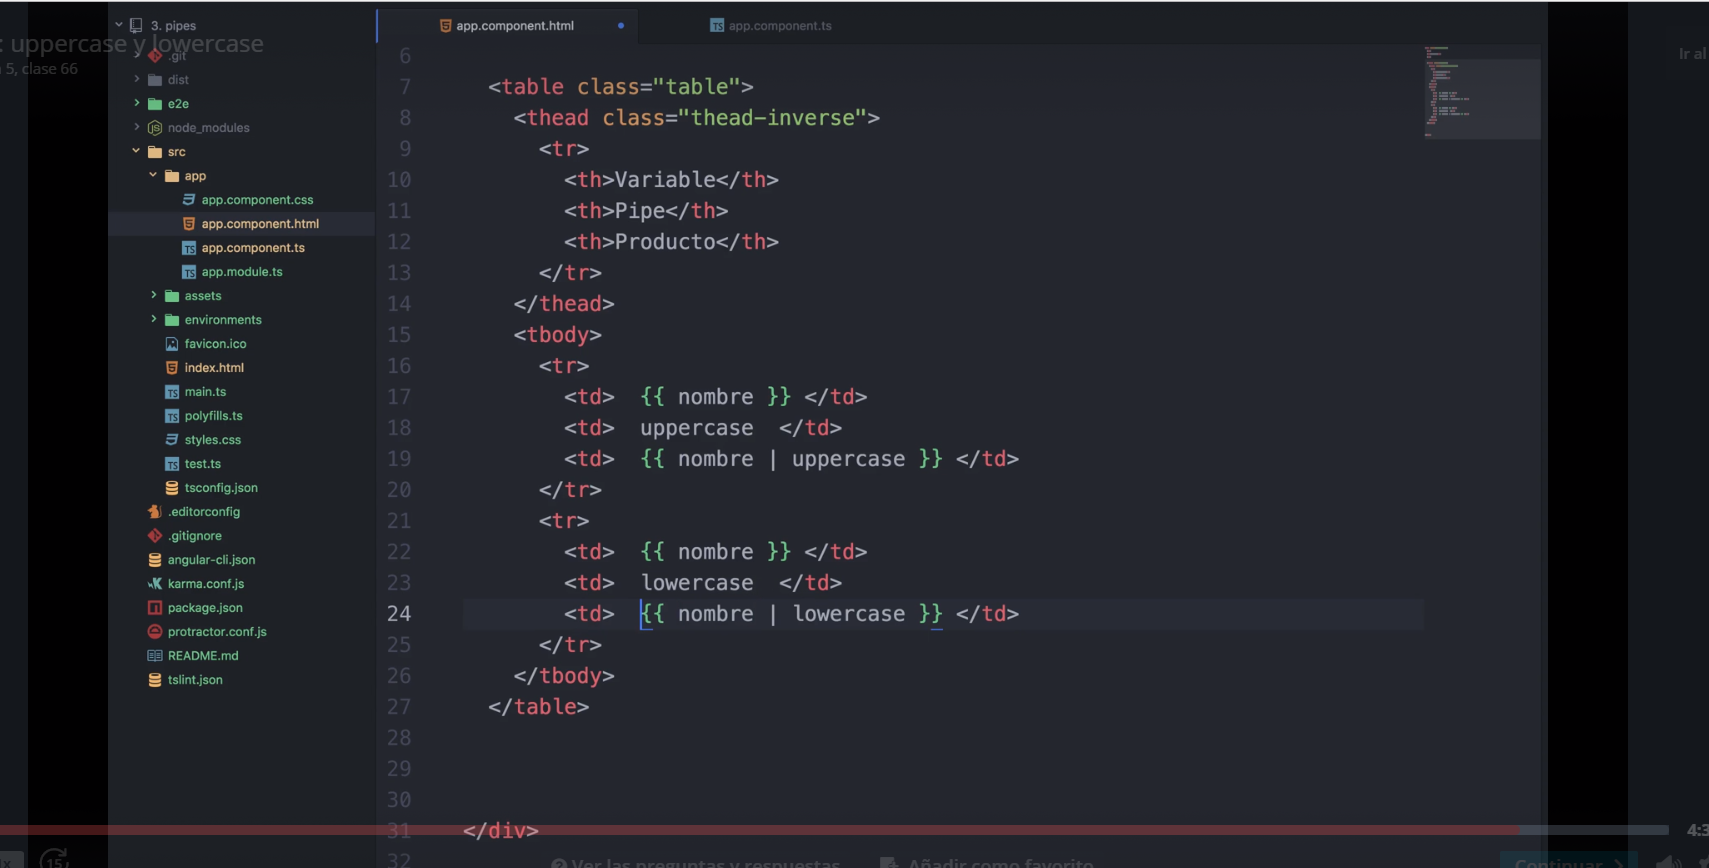 3. pipes
: uppercase y lowercase
5, clase 66
.git
dist
e2e
node_modules
src
app
app.component.css
app.component.html
app.component.ts
app.module.ts
assets
environments
favicon.ico
index.html
main.ts
polyfills.ts
styles.css
test.ts
tsconfig.json
.editorconfig
.gitignore
angular-cli.json
karma.conf.js
package.json
protractor.conf.js
README.md
tslint.json
app.component.html
app.component.ts
Ir al
6
7 <table class="table">
8 <thead class="thead-inverse">
9 <tr>
10 <th>Variable</th>
11 <th>Pipe</th>
12 <th>Producto</th>
13 </tr>
14 </thead>
15 <tbody>
16 <tr>
17 <td> {{ nombre }} </td>
18 <td> uppercase </td>
19 <td> {{ nombre | uppercase }} </td>
20 </tr>
21 <tr>
22 <td> {{ nombre }} </td>
23 <td> lowercase </td>
24 <td> {{ nombre | lowercase }} </td>
25 </tr>
26 </tbody>
27 </table>
28
29
30
31 </div>
32
4:3
x
15
Ver las preguntas y respuestas
Añadir como favorito
Continuar